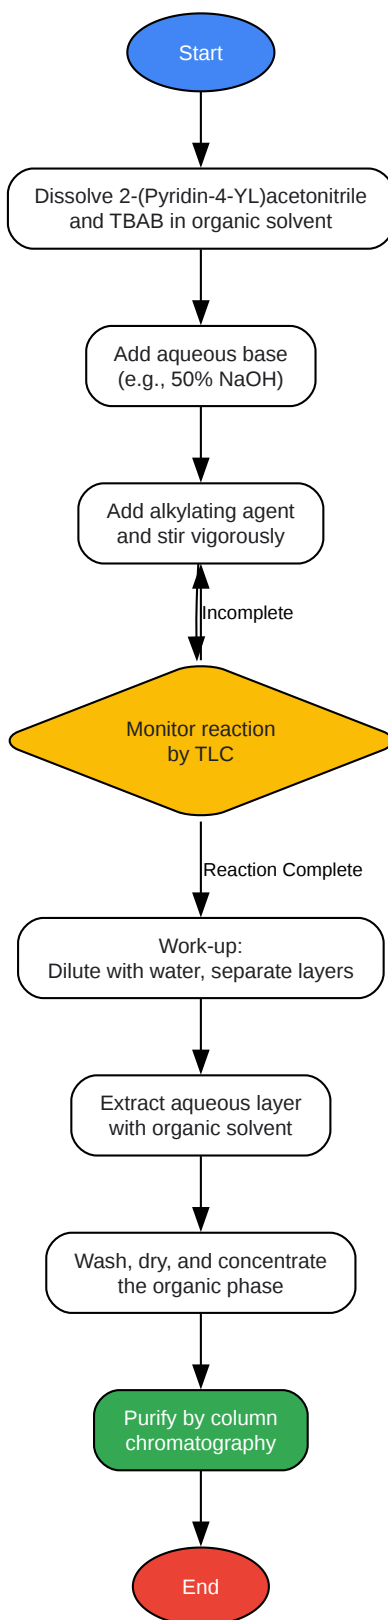 Start
Dissolve 2-(Pyridin-4-YL)acetonitrile
and TBAB in organic solvent
Add aqueous base
(e.g., 50% NaOH)
Add alkylating agent
and stir vigorously
Incomplete
Monitor reaction
by TLC
Reaction Complete
Work-up:
Dilute with water, separate layers
Extract aqueous layer
with organic solvent
Wash, dry, and concentrate
the organic phase
Purify by column
chromatography
End